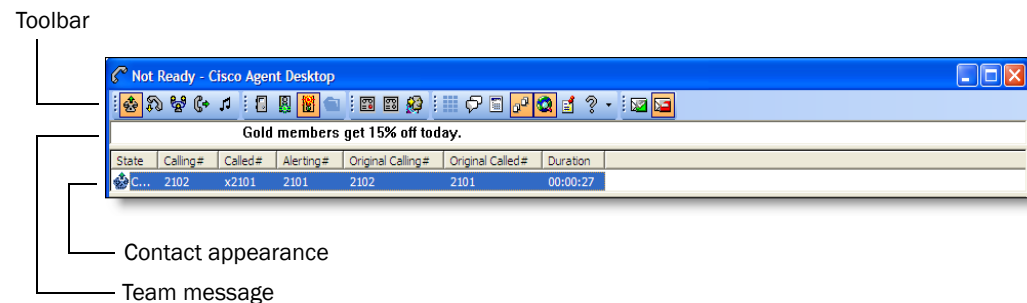 Toolbar
Not Ready - Cisco Agent Desktop
Gold members get 15% off today.
State Calling# Called# Alerting# Original Calling# Original Called# Duration
C... 2102 x2101 2101 2102 2101 00:00:27
Contact appearance
Team message